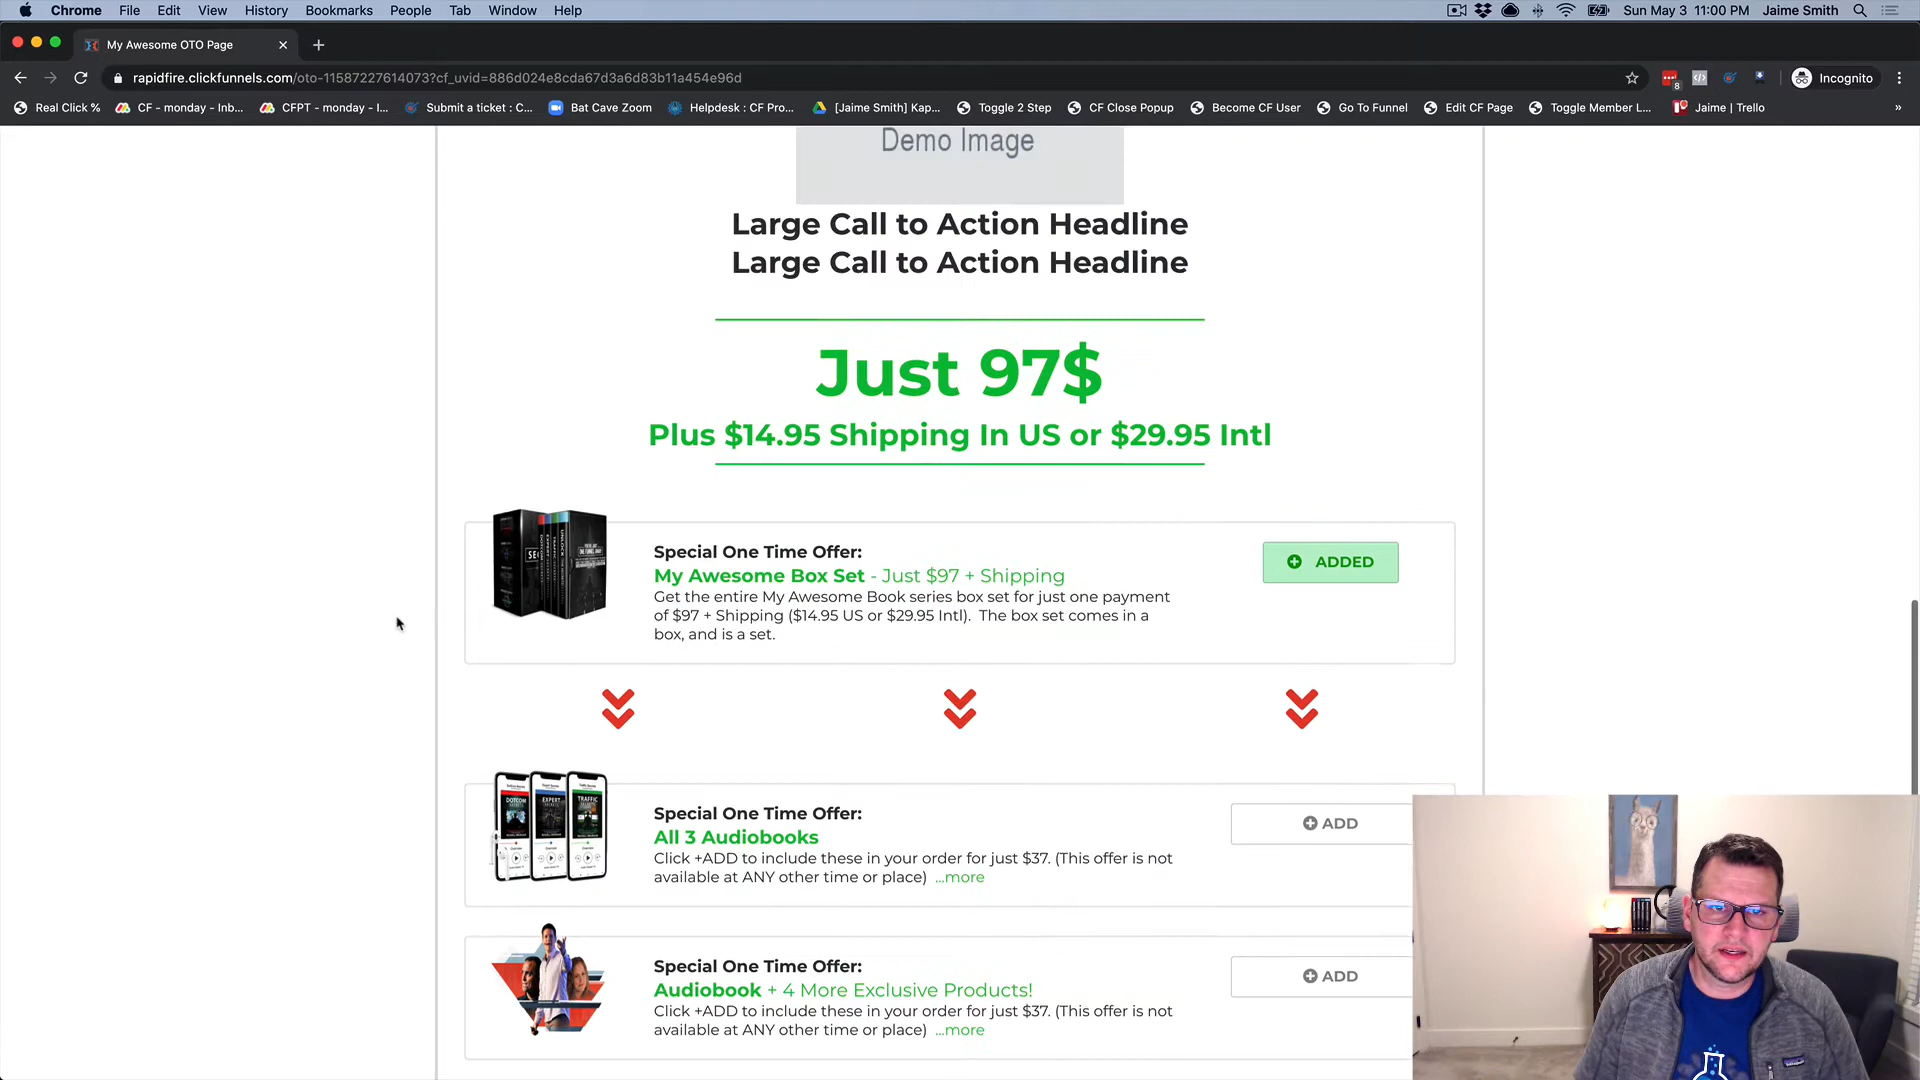 Chrome File Edit View History Bookmarks People Tab Window Help
Sun May 3 11:00 PM Jaime Smith
My Awesome OTO Page
rapidfire.clickfunnels.com/oto-11587227614073?cf_uvid=886d024e8cda67d3a6d83b11a454e96d
8
Incognito
Real Click %
CF - monday - Inb...
CFPT - monday - I...
Submit a ticket : C...
Bat Cave Zoom
Helpdesk : CF Pro...
[Jaime Smith] Kap...
Toggle 2 Step
CF Close Popup
Become CF User
Go To Funnel
Edit CF Page
Toggle Member L...
Jaime | Trello
»
Demo Image
Large Call to Action Headline
Large Call to Action Headline
Just 97$
Plus $14.95 Shipping In US or $29.95 Intl
Special One Time Offer:
ADDED
My Awesome Box Set - Just $97 + Shipping
Get the entire My Awesome Book series box set for just one payment
of $97 + Shipping ($14.95 US or $29.95 Intl). The box set comes in a
box, and is a set.
DOTCOM
EXPERT
TRAFFIC
Special One Time Offer:
ADD
All 3 Audiobooks
Click +ADD to include these in your order for just $37. (This offer is not
available at ANY other time or place) ...more
Special One Time Offer:
ADD
Audiobook + 4 More Exclusive Products!
Click +ADD to include these in your order for just $37. (This offer is not
available at ANY other time or place) ...more